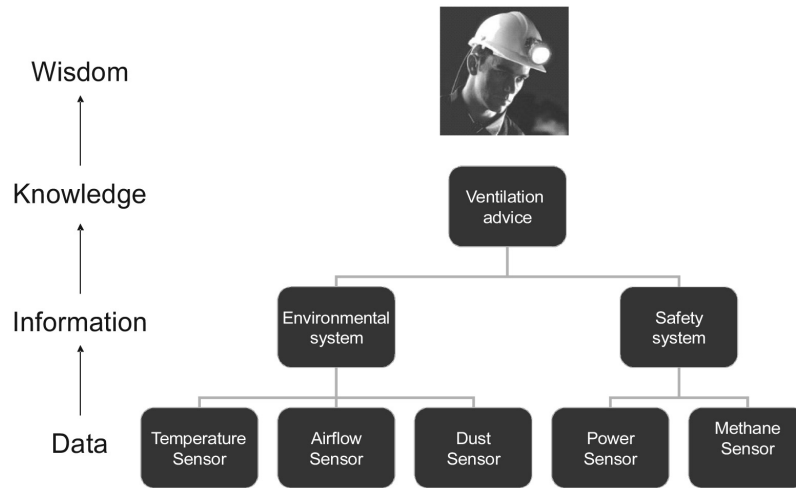 Wisdom
Knowledge
Ventilation
advice
Information
Environmental
system
Safety
system
Data
Temperature
Sensor
Airflow
Sensor
Dust
Sensor
Power
Sensor
Methane
Sensor